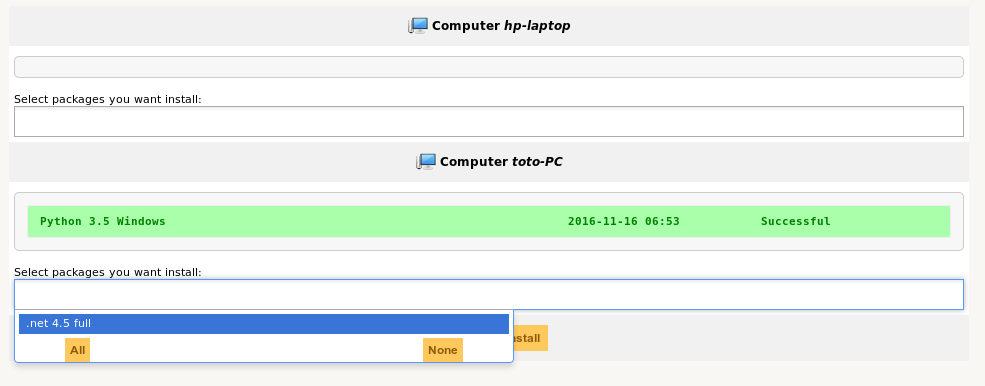 Computer hp-laptop
Select packages you want install:
Computer toto-PC
Python 3.5 Windows 2016-11-16 06:53 Successful
Select packages you want install:
.net 4.5 full
All None